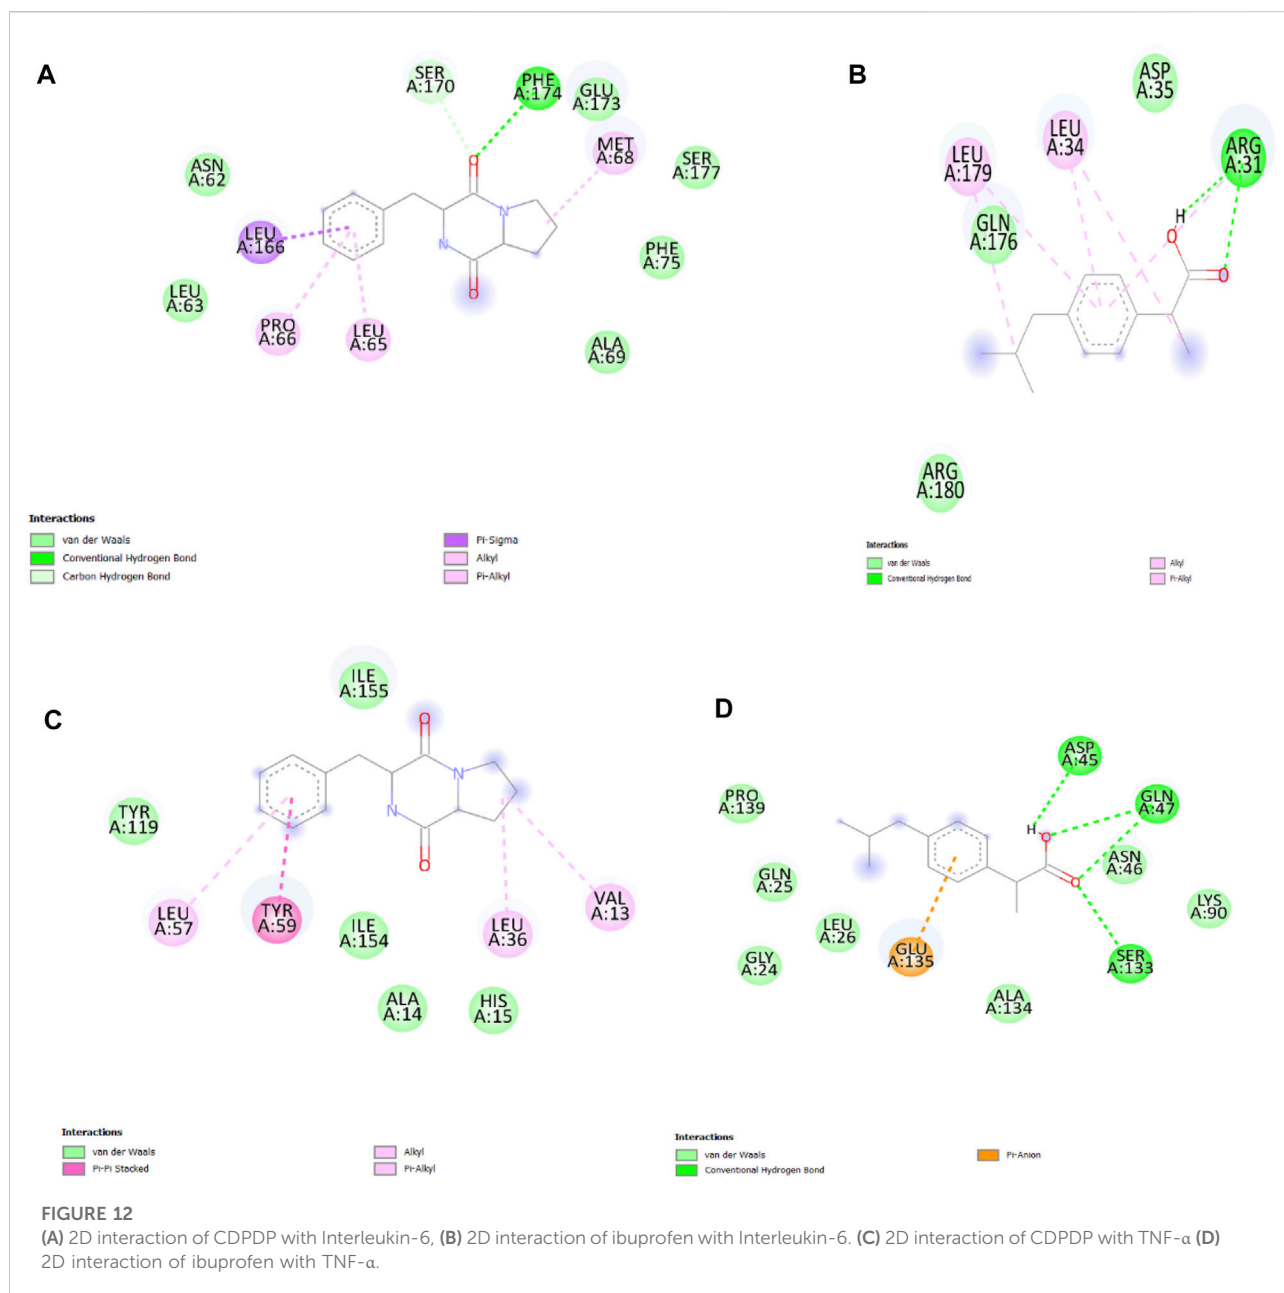 A
SER
A:170
PHE
A:174
GLU
A:173
MET
A:68
SER
A:177
ASN
A:62
LEU
A:166
LEU
A:63
PRO
A:66
LEU
A:65
PHE
A:75
ALA
A:69
O
N
N
O
Interactions
van der Waals
Conventional Hydrogen Bond
Carbon Hydrogen Bond
Pi-Sigma
Alkyl
Pi-Alkyl
B
ASP
A:35
LEU
A:34
ARG
A:31
LEU
A:179
GLN
A:176
H
O
O
ARG
A:180
Interactions
van der Waals
Conventional Hydrogen Bond
Alkyl
Pi-Alkyl
C
ILE
A:155
O
N
N
O
TYR
A:119
LEU
A:57
TYR
A:59
ILE
A:154
LEU
A:36
VAL
A:13
ALA
A:14
HIS
A:15
Interactions
van der Waals
Pi-Pi Stacked
Alkyl
Pi-Alkyl
D
ASP
A:45
PRO
A:139
GLN
A:47
H
O
O
ASN
A:46
GLN
A:25
LYS
A:90
LEU
A:26
GLY
A:24
GLU
A:135
SER
A:133
ALA
A:134
Interactions
van der Waals
Conventional Hydrogen Bond
Pi-Anion
FIGURE 12
(A) 2D interaction of CDPDP with Interleukin-6, (B) 2D interaction of ibuprofen with Interleukin-6. (C) 2D interaction of CDPDP with TNF-α (D)
2D interaction of ibuprofen with TNF-α.